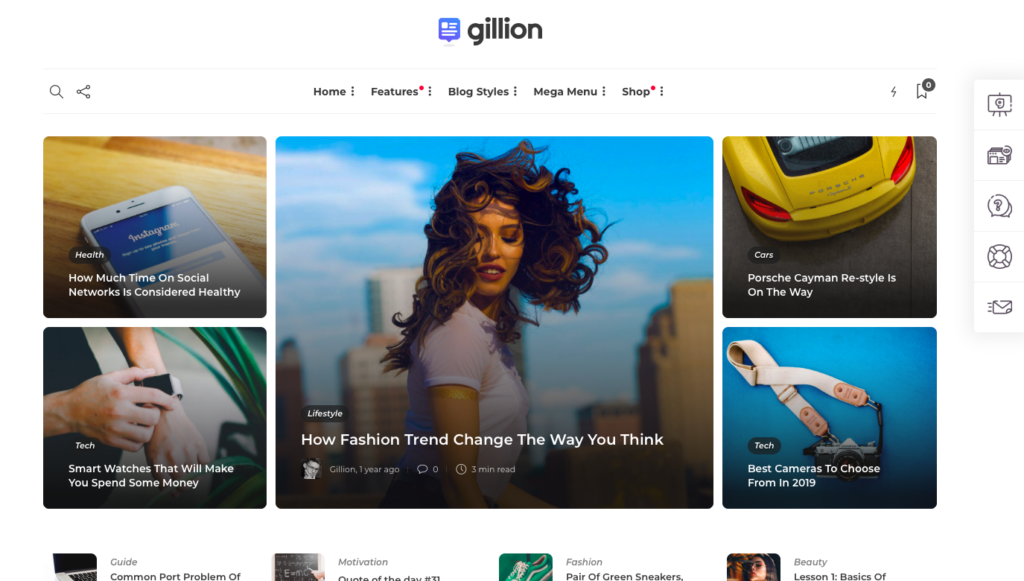 gillion
Home
Features
Blog Styles
Mega Menu
Shop
0
Instagram
Health
How Much Time On Social
Networks Is Considered Healthy
Tech
Smart Watches That Will Make
You Spend Some Money
Lifestyle
How Fashion Trend Change The Way You Think
Gillion, 1 year ago
0
3 min read
PORSCHE
Cars
Porsche Cayman Re-style Is
On The Way
Tech
Best Cameras To Choose
From In 2019
Guide
Common Port Problem Of
Motivation
Quote of the day #31
Fashion
Pair Of Green Sneakers,
Beauty
Lesson 1: Basics Of